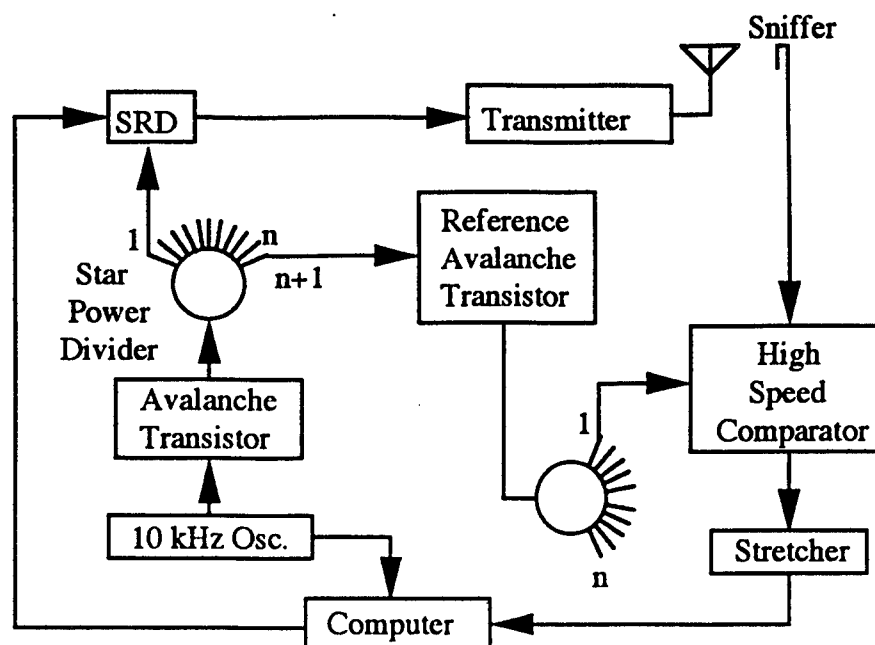 Sniffer
SRD
Transmitter
1
n
n+1
Star
Power
Divider
Reference
Avalanche
Transistor
High
Speed
Comparator
Avalanche
Transistor
1
n
10 kHz Osc.
Stretcher
Computer